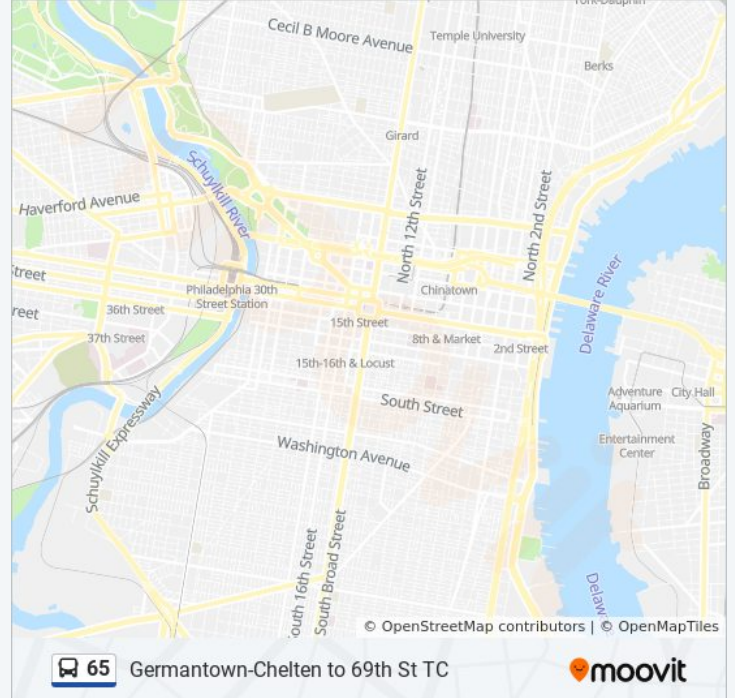 York-Dauphin
Cecil B Moore Avenue
Temple University
Berks
Girard
Schuylkill River
Haverford Avenue
North 12th Street
North 2nd Street
Delaware River
treet
Philadelphia 30th
Street Station
Chinatown
reet
36th Street
15th Street
37th Street
8th & Market
2nd Street
15th-16th & Locust
Adventure
Aquarium
City Hall
South Street
Schuylkill Expressway
Washington Avenue
Entertainment
Center
Broadway
outh 16th Street
South Broad Street
Delawa
© OpenStreetMap contributors | © OpenMapTiles
65 Germantown-Chelten to 69th St TC
moovit